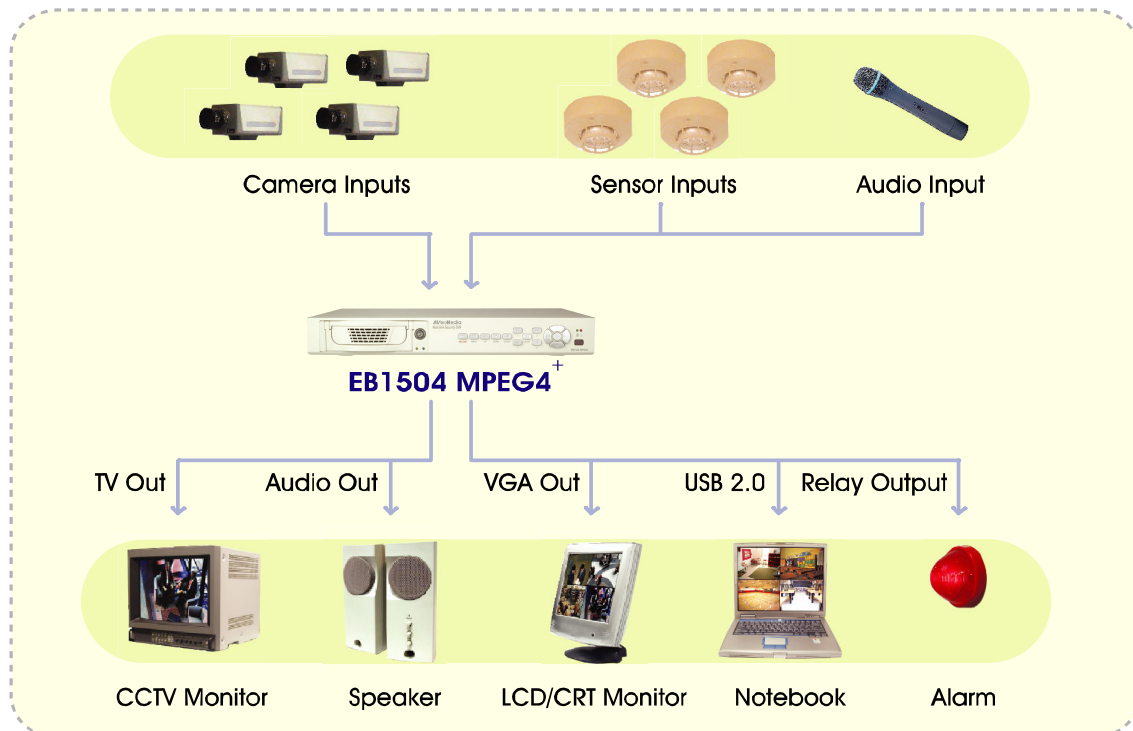 Camera Inputs
Sensor Inputs
Audio Input
AVerMedia
EB1504 MPEG4+
TV Out
Audio Out
VGA Out
USB 2.0
Relay Output
CCTV Monitor
Speaker
LCD/CRT Monitor
Notebook
Alarm